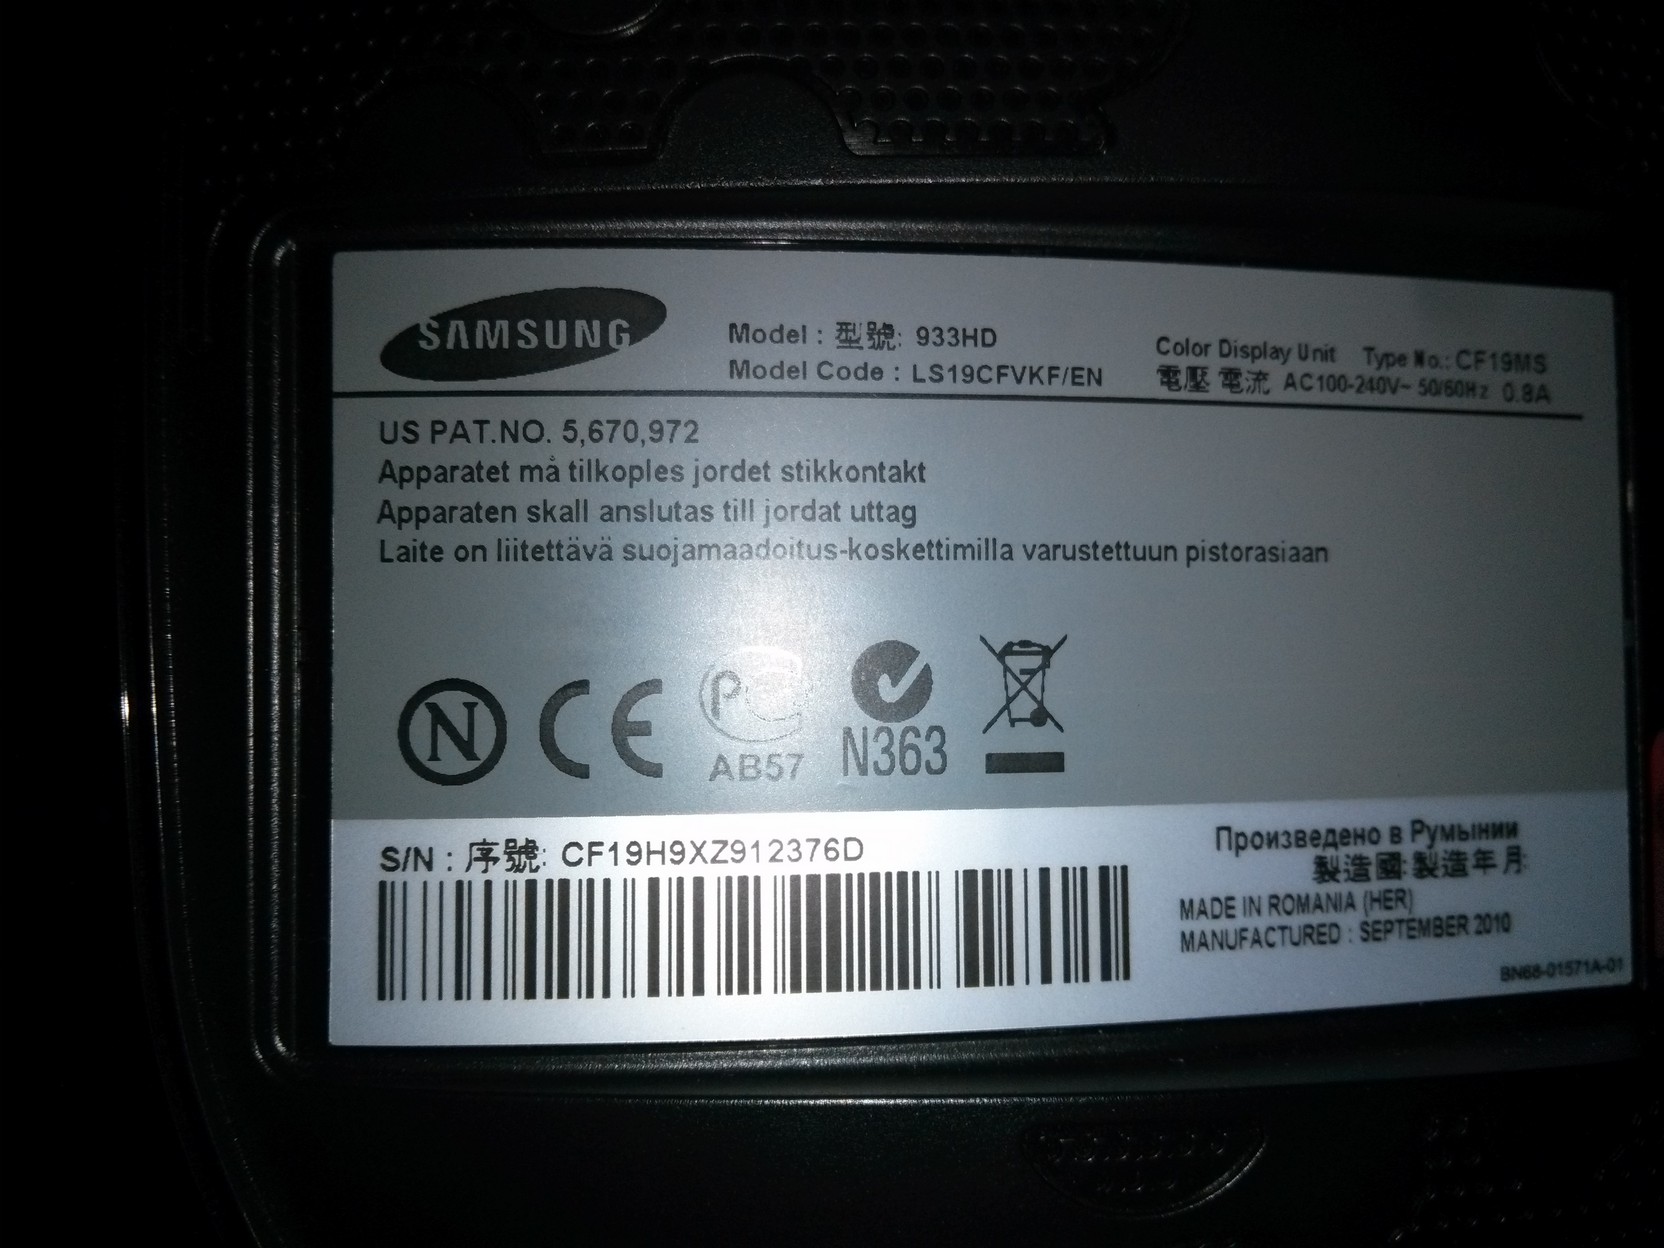 SAMSUNG
Model : 型號: 933HD
Model Code : LS19CFVKF/EN
Color Display Unit Type No.: CF19MS
電壓 電流 AC100-240V~ 50/60Hz 0.8A
US PAT.NO. 5,670,972
Apparatet må tilkoples jordet stikkontakt
Apparaten skall anslutas till jordat uttag
Laite on liitettävä suojamaadoitus-koskettimilla varustettuun pistorasiaan
N
CE
AB57
N363
S/N : 序號: CF19H9XZ912376D
Произведено в Румынии
製造國:製造年月:
MADE IN ROMANIA (HER)
MANUFACTURED : SEPTEMBER 2010
BN68-01571A-01